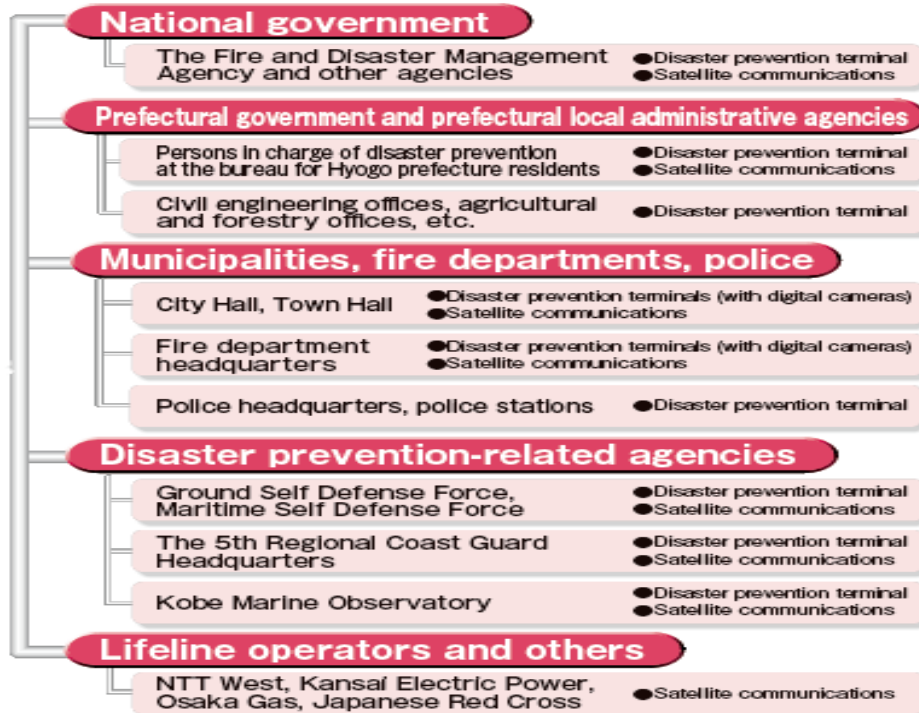 National government
The Fire and Disaster Management
Agency and other agencies
●Disaster prevention terminal
●Satellite communications
Prefectural government and prefectural local administrative agencies
Persons in charge of disaster prevention
at the bureau for Hyogo prefecture residents
●Disaster prevention terminal
●Satellite communications
Civil engineering offices, agricultural
and forestry offices, etc.
●Disaster prevention terminal
Municipalities, fire departments, police
City Hall, Town Hall
●Disaster prevention terminals (with digital cameras)
●Satellite communications
Fire department
headquarters
●Disaster prevention terminals (with digital cameras)
●Satellite communications
Police headquarters, police stations
●Disaster prevention terminal
Disaster prevention-related agencies
Ground Self Defense Force,
Maritime Self Defense Force
●Disaster prevention terminal
●Satellite communications
The 5th Regional Coast Guard
Headquarters
●Disaster prevention terminal
●Satellite communications
Kobe Marine Observatory
●Disaster prevention terminal
●Satellite communications
Lifeline operators and others
NTT West, Kansai Electric Power,
Osaka Gas, Japanese Red Cross
●Satellite communications